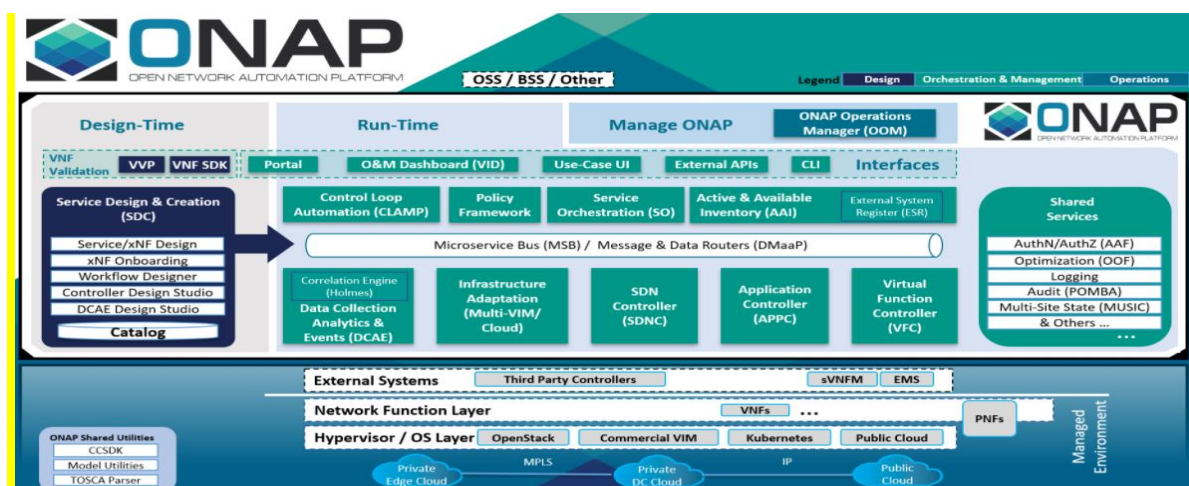 ONAP
OPEN NETWORK AUTOMATION PLATFORM
OSS / BSS / Other
Legend
Design
Orchestration & Management
Operations
Design-Time
Run-Time
Manage ONAP
ONAP Operations
Manager (OOM)
ONAP
OPEN NETWORK AUTOMATION PLATFORM
VNF
Validation
VVP
VNF SDK
Portal
O&M Dashboard (VID)
Use-Case UI
External APIs
CLI
Interfaces
Service Design & Creation
(SDC)
Service/xNF Design
xNF Onboarding
Workflow Designer
Controller Design Studio
DCAE Design Studio
Catalog
Control Loop
Automation (CLAMP)
Policy
Framework
Service
Orchestration (SO)
Active & Available
Inventory (AAI)
External System
Register (ESR)
Microservice Bus (MSB) / Message & Data Routers (DMaaP)
Correlation Engine
(Holmes)
Data Collection
Analytics &
Events (DCAE)
Infrastructure
Adaptation
(Multi-VIM/
Cloud)
SDN
Controller
(SDNC)
Application
Controller
(APPC)
Virtual
Function
Controller
(VFC)
Shared
Services
AuthN/AuthZ (AAF)
Optimization (OOF)
Logging
Audit (POMBA)
Multi-Site State (MUSIC)
& Others ...
...
External Systems
Third Party Controllers
sVNFM
EMS
Network Function Layer
VNFs
...
PNFs
Hypervisor / OS Layer
OpenStack
Commercial VIM
Kubernetes
Public Cloud
Private
Edge Cloud
MPLS
Private
DC Cloud
IP
Public
Cloud
Managed
Environment
ONAP Shared Utilities
CCSDK
Model Utilities
TOSCA Parser